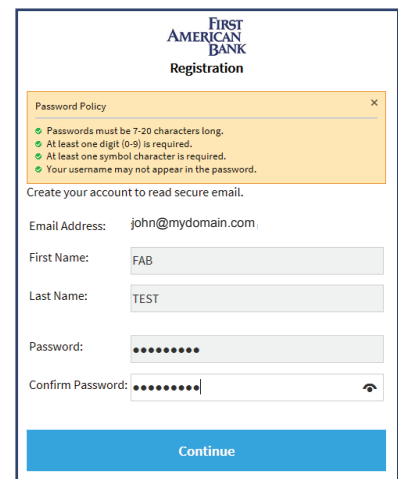 FIRST
AMERICAN
BANK
Registration
Password Policy ×
Passwords must be 7-20 characters long.
At least one digit (0-9) is required.
At least one symbol character is required.
Your username may not appear in the password.
Create your account to read secure email.
Email Address: john@mydomain.com
First Name: FAB
Last Name: TEST
Password: ●●●●●●●●●
Confirm Password: ●●●●●●●●●
Continue